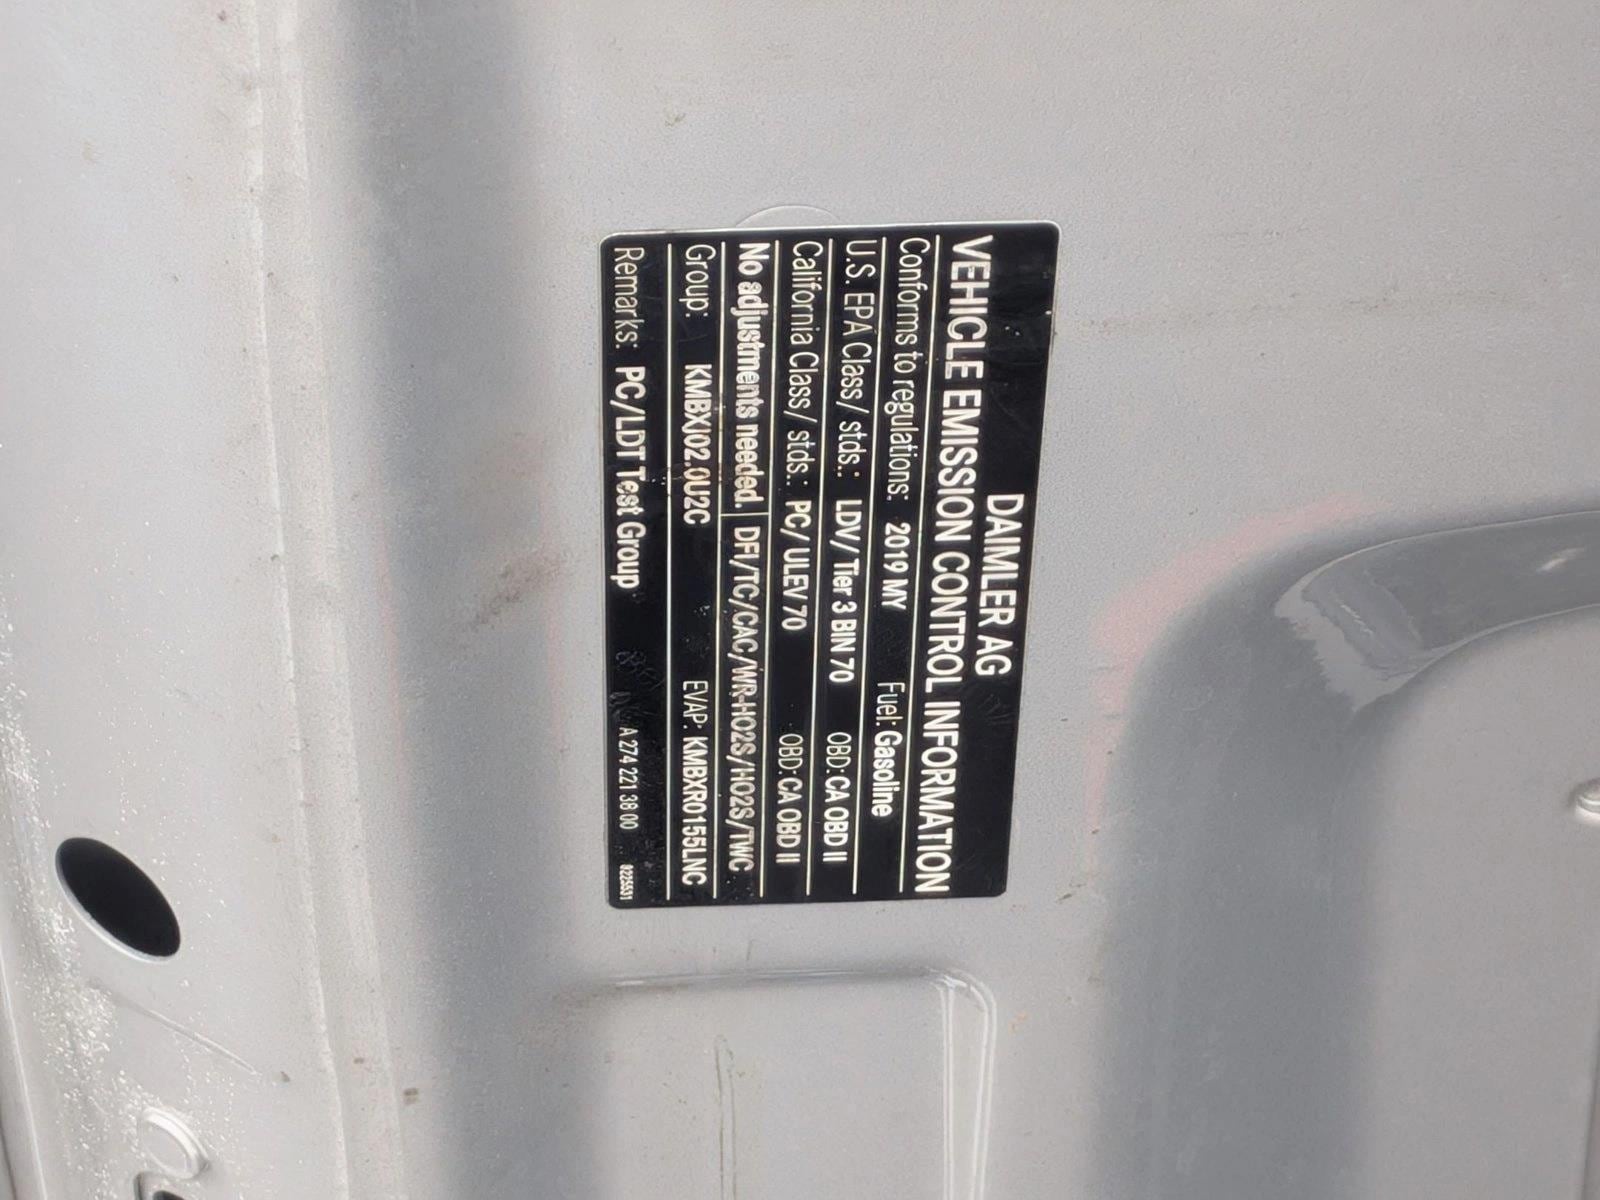 DAIMLER AG
VEHICLE EMISSION CONTROL INFORMATION
Conforms to regulations: 2019 MY Fuel: Gasoline
U.S. EPA Class/ stds.: LDV/ Tier 3 BIN 70 OBD: CA OBD II
California Class/ stds.: PC/ ULEV 70 OBD: CA OBD II
No adjustments needed. DFI/TC/CAC/WR-HO2S/HO2S/TWC
Group: KMBXJ02.0U2C EVAP: KMBXR0155LNC
Remarks: PC/LDT Test Group A 274 221 38 00 8225531